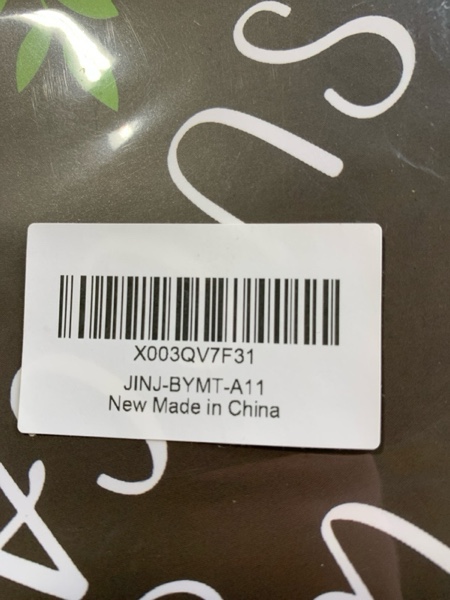 X003QV7F31
JINJ-BYMT-A11
New Made in China